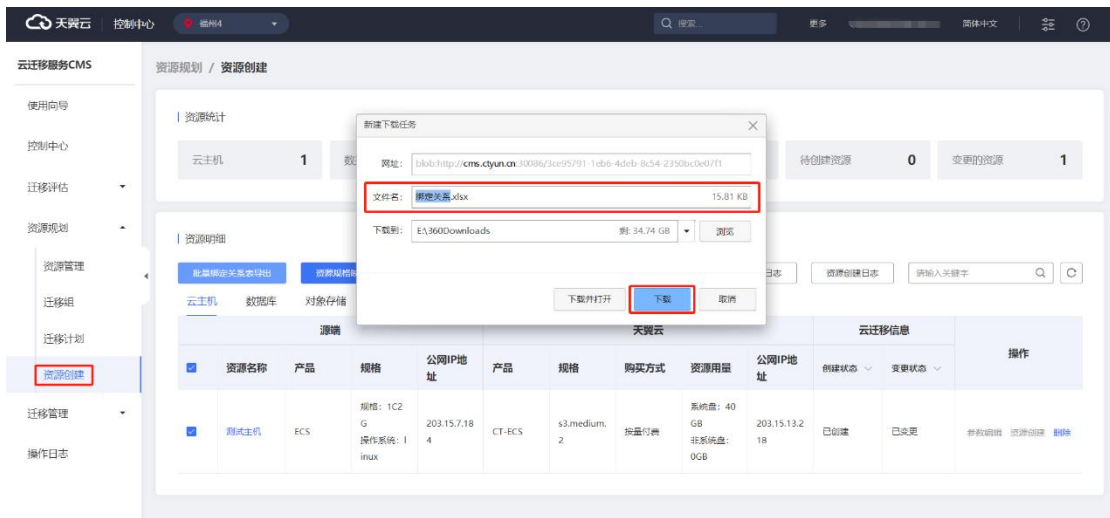 天翼云 控制中心 福州4 搜索... 更多 简体中文
云迁移服务CMS
使用向导
控制中心
迁移评估
资源规划
资源管理
迁移组
迁移计划
资源创建
迁移管理
操作日志
资源规划 / 资源创建
资源统计
云主机 1 数
待创建资源 0 变更的资源 1
新建下载任务
网址: blob:http://cms.ctyun.cn:30086/3ce95791-1eb6-4deb-8c54-2350bc0e07f1
文件名: 绑定关系.xlsx 15.81 KB
下载到: E:\360Downloads 剩: 34.74 GB 浏览
下载并打开 下载 取消
资源明细
批量绑定关系表导出 资源规格 日志 资源创建日志 请输入关键字
云主机 数据库 对象存储
源端 天翼云 云迁移信息 操作
资源名称 产品 规格 公网IP地址 产品 规格 购买方式 资源用量 公网IP地址 创建状态 变更状态
测试主机 ECS 规格：1C2G 操作系统：linux 203.15.7.184 CT-ECS s3.medium.2 按量付费 系统盘：40GB 非系统盘：0GB 203.15.13.218 已创建 已变更 参数编辑 资源创建 删除